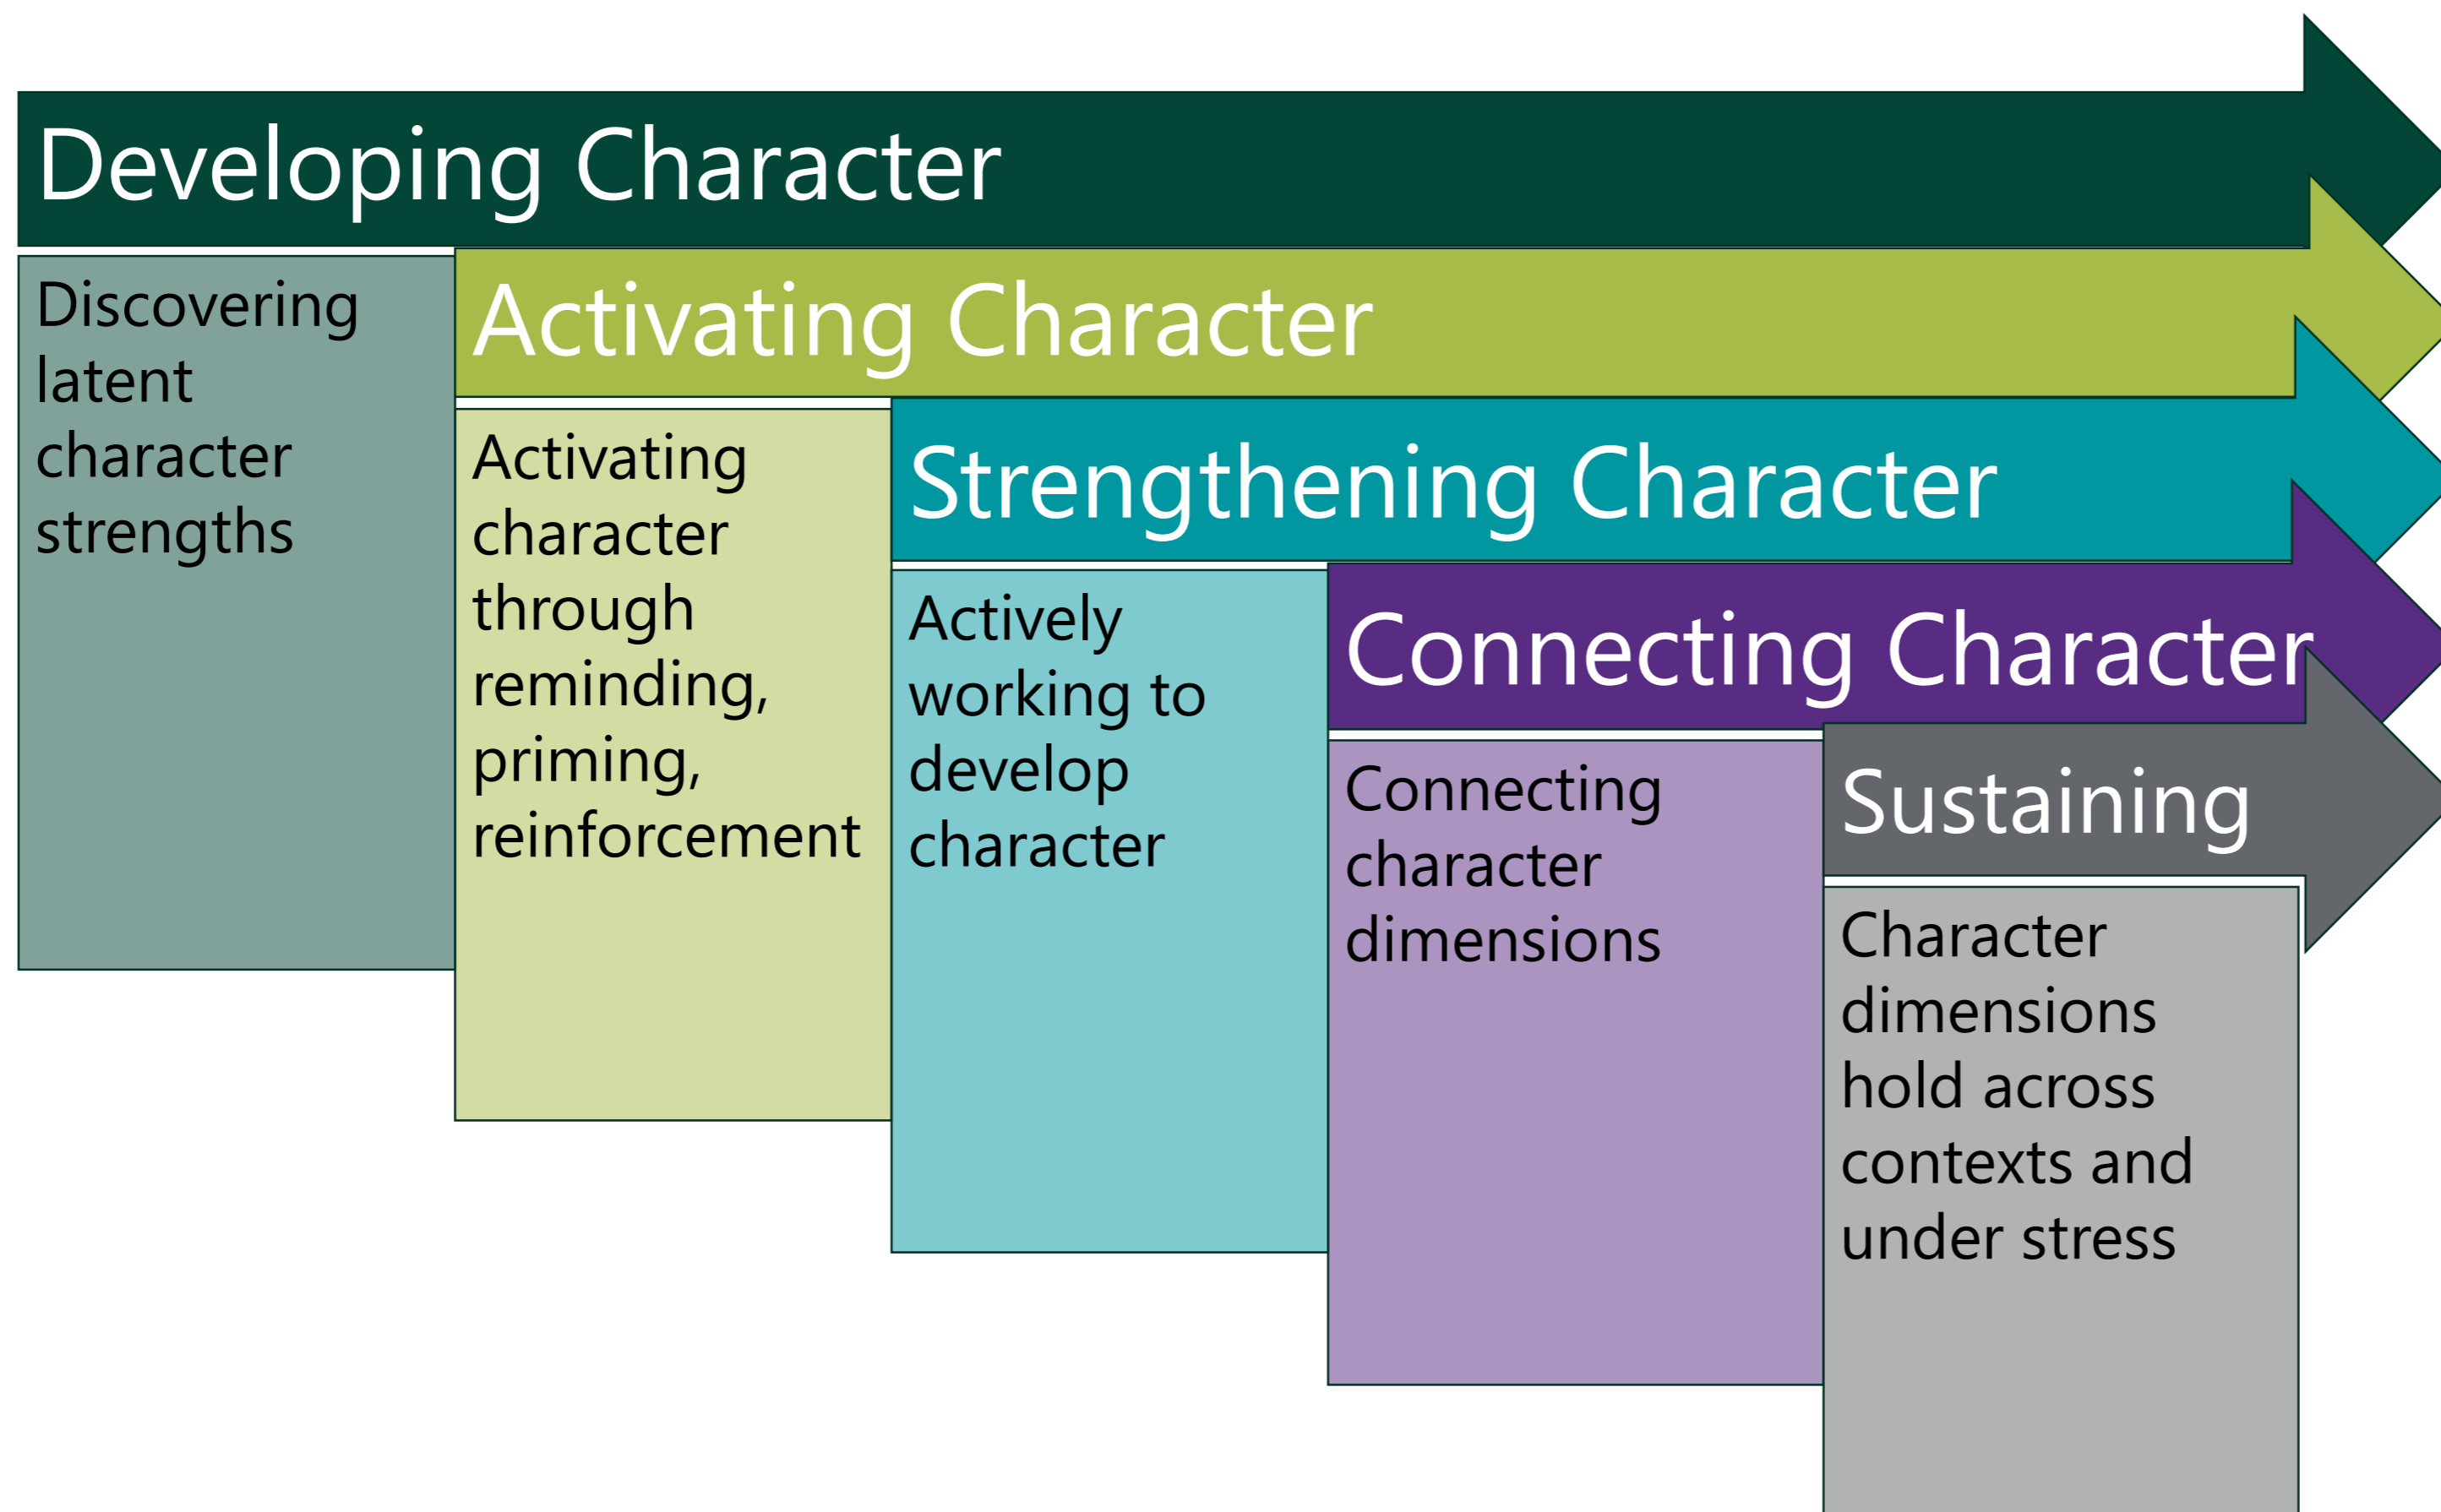 Developing Character
Discovering
latent
character
strengths
Activating Character
Activating
character
through
reminding,
priming,
reinforcement
Strengthening Character
Actively
working to
develop
character
Connecting Character
Connecting
character
dimensions
Sustaining
Character
dimensions
hold across
contexts and
under stress